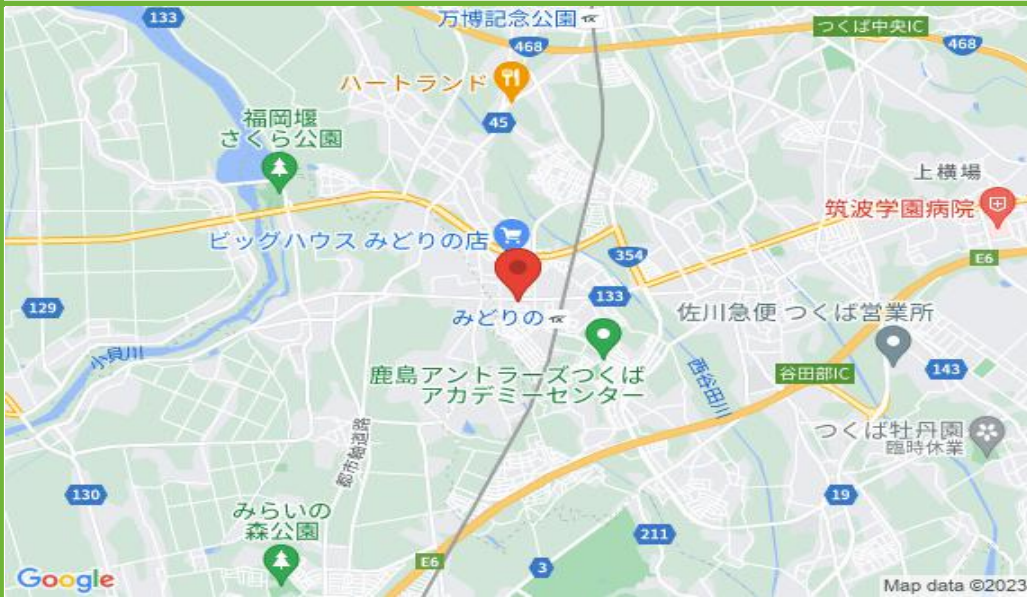 133
万博記念公園
468
つくば中央IC
468
ハートランド
45
福岡堰
さくら公園
上横場
筑波学園病院
ビッグハウス みどりの店
354
E6
129
みどりの
133
佐川急便 つくば営業所
小貝川
鹿島アントラーズつくば
アカデミーセンター
西谷田川
谷田部IC
143
都市軸道路
つくば牡丹園
臨時休業
130
19
みらいの
森公園
211
E6
3
Google
Map data ©2023